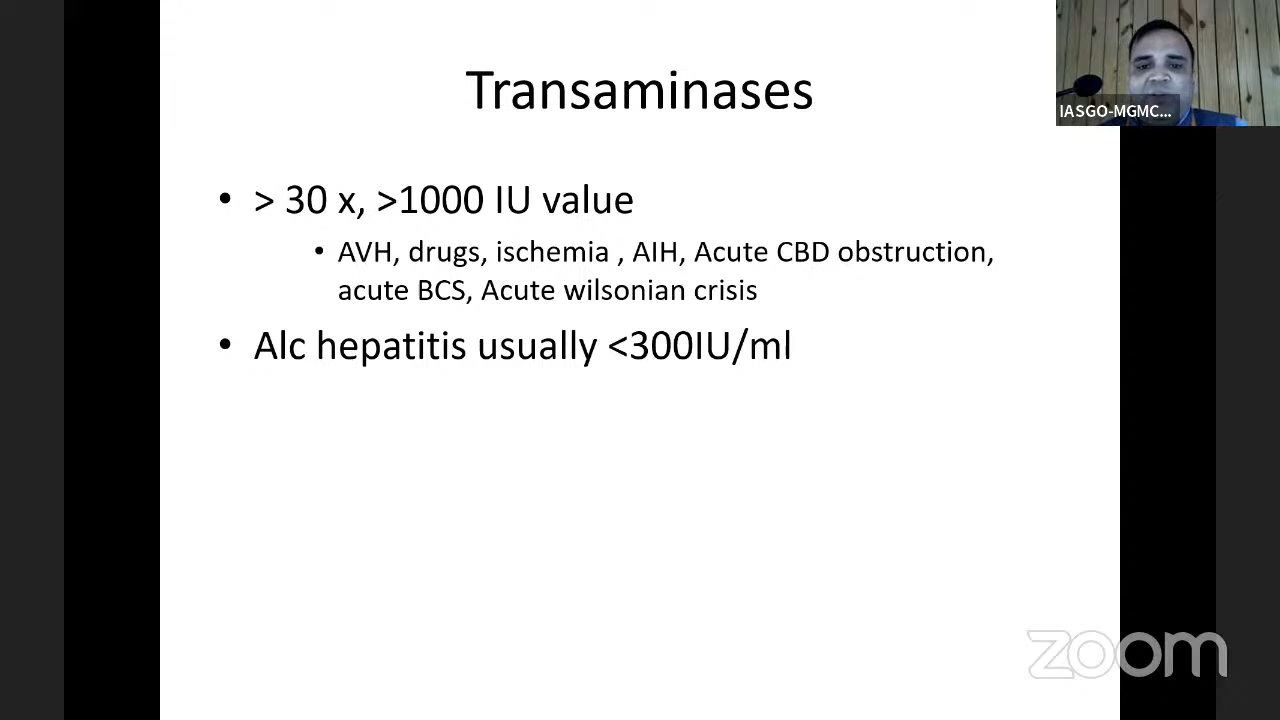 Transaminases
IASGO-MGMC...
• > 30 x, >1000 IU value
• AVH, drugs, ischemia , AIH, Acute CBD obstruction,
acute BCS, Acute wilsonian crisis
• Alc hepatitis usually <300IU/ml
zoom